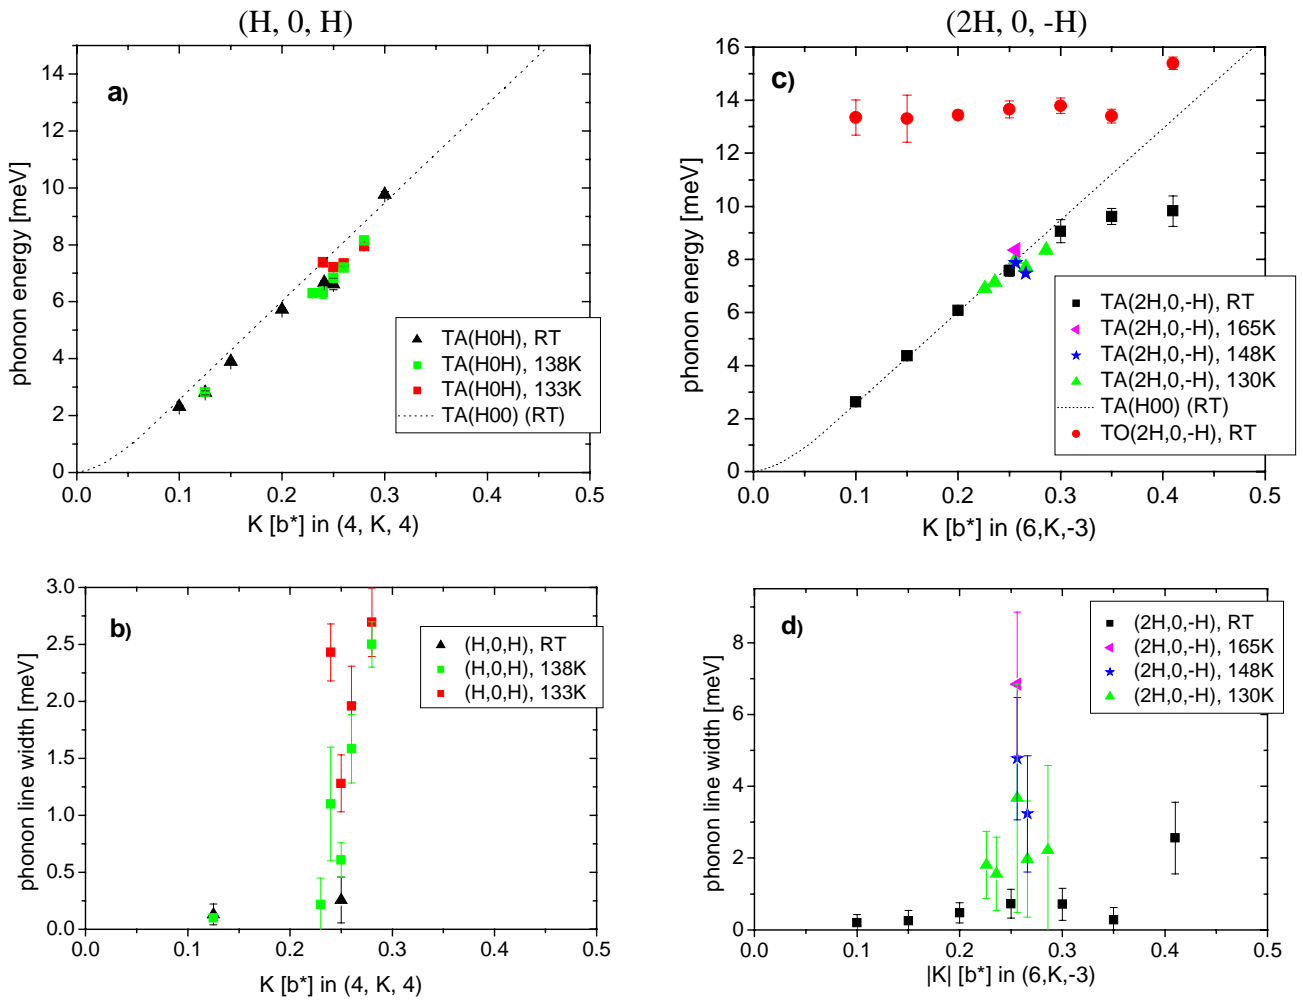 (H, 0, H)
a)
phonon energy [meV]
14
12
10
8
6
4
2
0
0.0 0.1 0.2 0.3 0.4 0.5
K [b*] in (4, K, 4)
TA(H0H), RT
TA(H0H), 138K
TA(H0H), 133K
TA(H00) (RT)
(2H, 0, -H)
c)
phonon energy [meV]
16
14
12
10
8
6
4
2
0
0.0 0.1 0.2 0.3 0.4 0.5
K [b*] in (6,K,-3)
TA(2H,0,-H), RT
TA(2H,0,-H), 165K
TA(2H,0,-H), 148K
TA(2H,0,-H), 130K
TA(H00) (RT)
TO(2H,0,-H), RT
b)
phonon line width [meV]
3.0
2.5
2.0
1.5
1.0
0.5
0.0
0.0 0.1 0.2 0.3 0.4 0.5
K [b*] in (4, K, 4)
(H,0,H), RT
(H,0,H), 138K
(H,0,H), 133K
d)
phonon line width [meV]
8
6
4
2
0
0.0 0.1 0.2 0.3 0.4 0.5
|K| [b*] in (6,K,-3)
(2H,0,-H), RT
(2H,0,-H), 165K
(2H,0,-H), 148K
(2H,0,-H), 130K